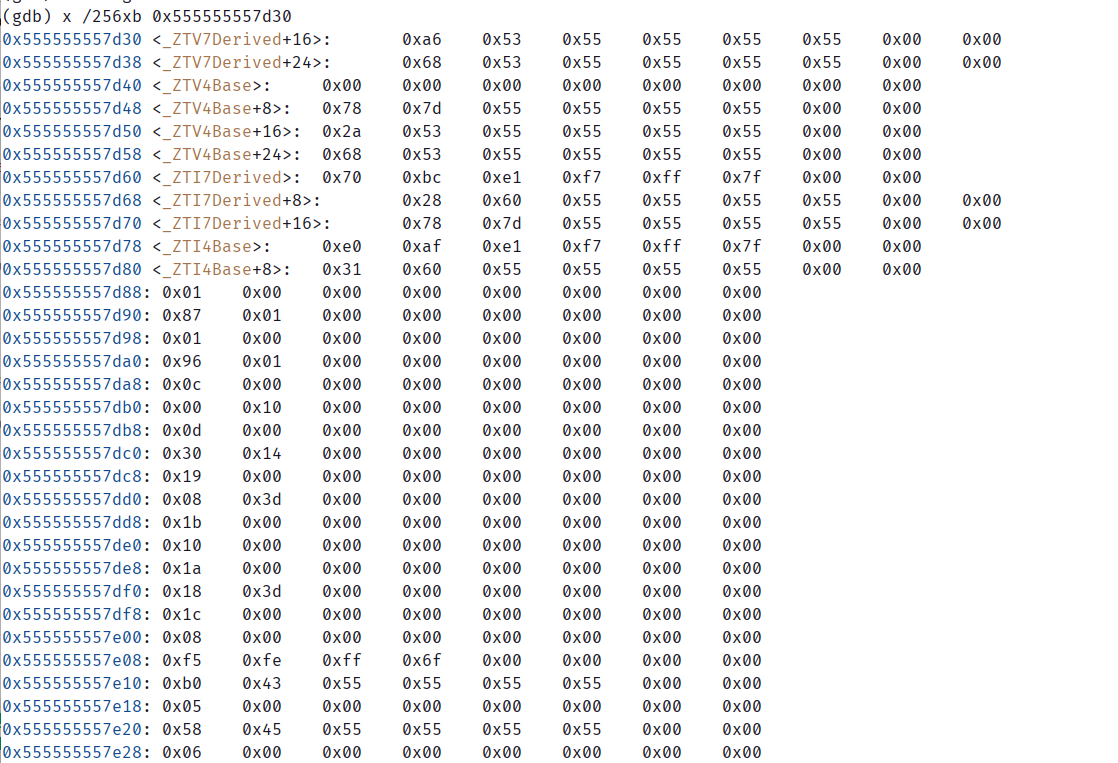 (gdb) x /256xb 0x555555557d30
0x555555557d30 <_ZTV7Derived+16>: 0xa6 0x53 0x55 0x55 0x55 0x55 0x00 0x00
0x555555557d38 <_ZTV7Derived+24>: 0x68 0x53 0x55 0x55 0x55 0x55 0x00 0x00
0x555555557d40 <_ZTV4Base>: 0x00 0x00 0x00 0x00 0x00 0x00 0x00 0x00
0x555555557d48 <_ZTV4Base+8>: 0x78 0x7d 0x55 0x55 0x55 0x55 0x00 0x00
0x555555557d50 <_ZTV4Base+16>: 0x2a 0x53 0x55 0x55 0x55 0x55 0x00 0x00
0x555555557d58 <_ZTV4Base+24>: 0x68 0x53 0x55 0x55 0x55 0x55 0x00 0x00
0x555555557d60 <_ZTI7Derived>: 0x70 0xbc 0xe1 0xf7 0xff 0x7f 0x00 0x00
0x555555557d68 <_ZTI7Derived+8>: 0x28 0x60 0x55 0x55 0x55 0x55 0x00 0x00
0x555555557d70 <_ZTI7Derived+16>: 0x78 0x7d 0x55 0x55 0x55 0x55 0x00 0x00
0x555555557d78 <_ZTI4Base>: 0xe0 0xaf 0xe1 0xf7 0xff 0x7f 0x00 0x00
0x555555557d80 <_ZTI4Base+8>: 0x31 0x60 0x55 0x55 0x55 0x55 0x00 0x00
0x555555557d88: 0x01 0x00 0x00 0x00 0x00 0x00 0x00 0x00
0x555555557d90: 0x87 0x01 0x00 0x00 0x00 0x00 0x00 0x00
0x555555557d98: 0x01 0x00 0x00 0x00 0x00 0x00 0x00 0x00
0x555555557da0: 0x96 0x01 0x00 0x00 0x00 0x00 0x00 0x00
0x555555557da8: 0x0c 0x00 0x00 0x00 0x00 0x00 0x00 0x00
0x555555557db0: 0x00 0x10 0x00 0x00 0x00 0x00 0x00 0x00
0x555555557db8: 0x0d 0x00 0x00 0x00 0x00 0x00 0x00 0x00
0x555555557dc0: 0x30 0x14 0x00 0x00 0x00 0x00 0x00 0x00
0x555555557dc8: 0x19 0x00 0x00 0x00 0x00 0x00 0x00 0x00
0x555555557dd0: 0x08 0x3d 0x00 0x00 0x00 0x00 0x00 0x00
0x555555557dd8: 0x1b 0x00 0x00 0x00 0x00 0x00 0x00 0x00
0x555555557de0: 0x10 0x00 0x00 0x00 0x00 0x00 0x00 0x00
0x555555557de8: 0x1a 0x00 0x00 0x00 0x00 0x00 0x00 0x00
0x555555557df0: 0x18 0x3d 0x00 0x00 0x00 0x00 0x00 0x00
0x555555557df8: 0x1c 0x00 0x00 0x00 0x00 0x00 0x00 0x00
0x555555557e00: 0x08 0x00 0x00 0x00 0x00 0x00 0x00 0x00
0x555555557e08: 0xf5 0xfe 0xff 0x6f 0x00 0x00 0x00 0x00
0x555555557e10: 0xb0 0x43 0x55 0x55 0x55 0x55 0x00 0x00
0x555555557e18: 0x05 0x00 0x00 0x00 0x00 0x00 0x00 0x00
0x555555557e20: 0x58 0x45 0x55 0x55 0x55 0x55 0x00 0x00
0x555555557e28: 0x06 0x00 0x00 0x00 0x00 0x00 0x00 0x00